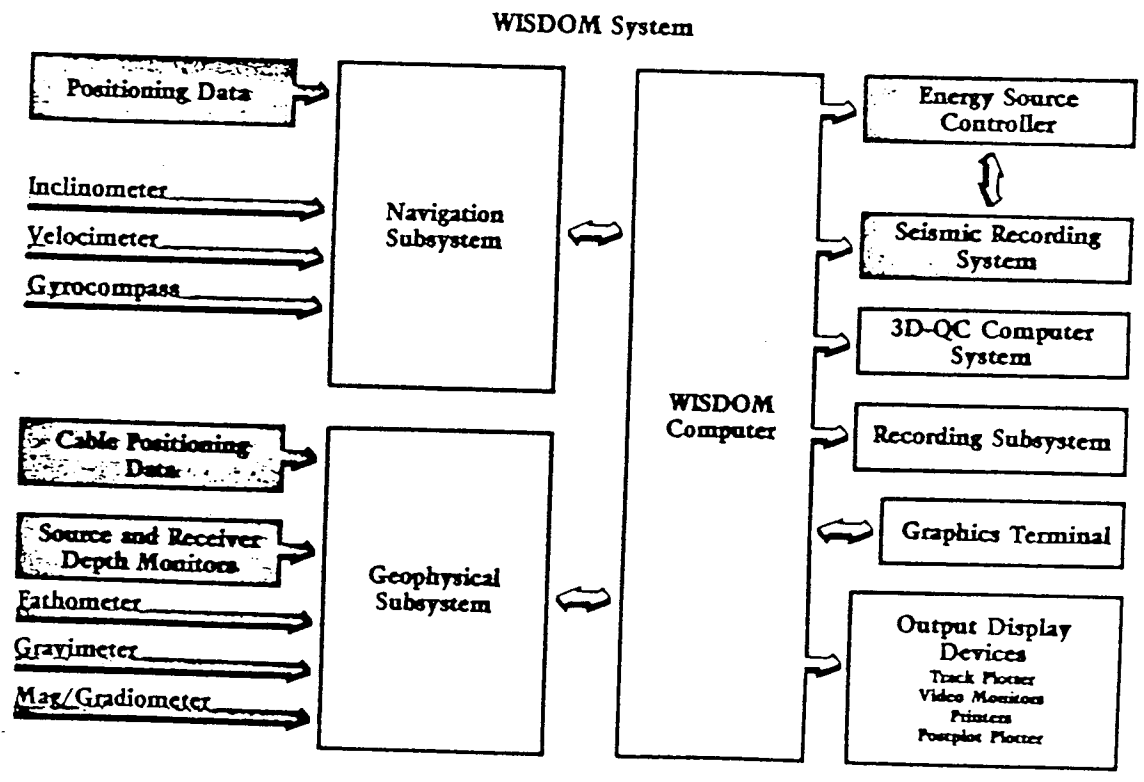 WISDOM System
Positioning Data
Inclinometer
Velocimeter
Gyrocompass
Navigation
Subsystem
Cable Positioning
Data
Source and Receiver
Depth Monitors
Fathometer
Gravimeter
Mag/Gradiometer
Geophysical
Subsystem
WISDOM
Computer
Energy Source
Controller
Seismic Recording
System
3D-QC Computer
System
Recording Subsystem
Graphics Terminal
Output Display
Devices
Track Plotter
Video Monitors
Printers
Postplot Plotter